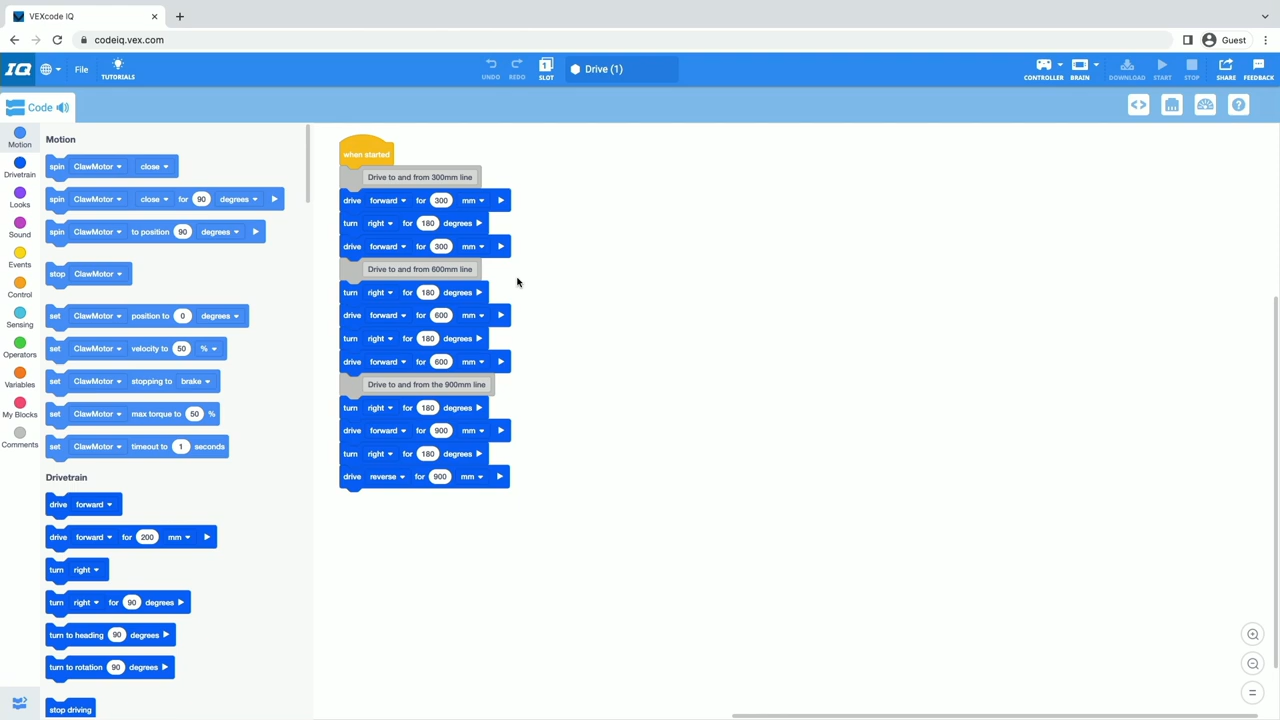 VEXcode IQ
codeiq.vex.com
Guest
IQ
File
TUTORIALS
UNDO
REDO
1
SLOT
Drive (1)
CONTROLLER
BRAIN
DOWNLOAD
START
STOP
SHARE
FEEDBACK
Code
Motion
Drivetrain
Looks
Sound
Events
Control
Sensing
Operators
Variables
My Blocks
Comments
Motion
spin ClawMotor close
spin ClawMotor close for 90 degrees
spin ClawMotor to position 90 degrees
stop ClawMotor
set ClawMotor position to 0 degrees
set ClawMotor velocity to 50 %
set ClawMotor stopping to brake
set ClawMotor max torque to 50 %
set ClawMotor timeout to 1 seconds
Drivetrain
drive forward
drive forward for 200 mm
turn right
turn right for 90 degrees
turn to heading 90 degrees
turn to rotation 90 degrees
stop driving
when started
Drive to and from 300mm line
drive forward for 300 mm
turn right for 180 degrees
drive forward for 300 mm
Drive to and from 600mm line
turn right for 180 degrees
drive forward for 600 mm
turn right for 180 degrees
drive forward for 600 mm
Drive to and from the 900mm line
turn right for 180 degrees
drive forward for 900 mm
turn right for 180 degrees
drive reverse for 900 mm